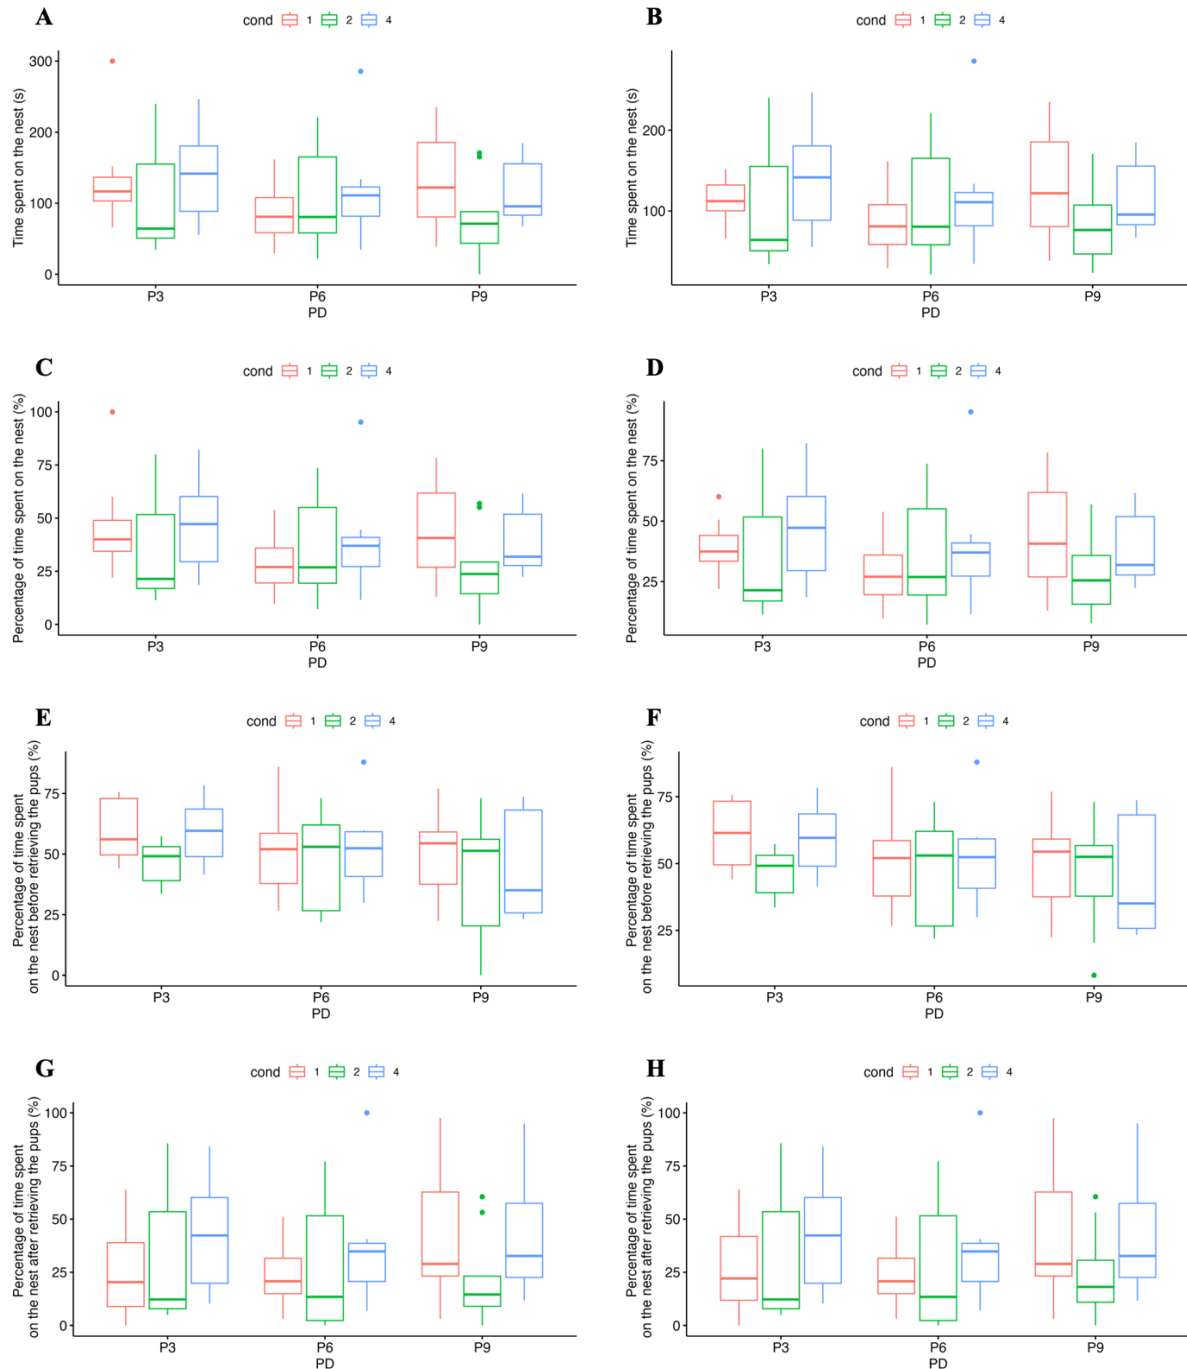 A
cond 1 2 4
Time spent on the nest (s)
300
200
100
0
P3 P6 P9
PD
B
cond 1 2 4
Time spent on the nest (s)
200
100
P3 P6 P9
PD
C
cond 1 2 4
Percentage of time spent on the nest (%)
100
75
50
25
0
P3 P6 P9
PD
D
cond 1 2 4
Percentage of time spent on the nest (%)
75
50
25
P3 P6 P9
PD
E
cond 1 2 4
Percentage of time spent
on the nest before retrieving the pups (%)
75
50
25
0
P3 P6 P9
PD
F
cond 1 2 4
Percentage of time spent
on the nest before retrieving the pups (%)
75
50
25
P3 P6 P9
PD
G
cond 1 2 4
Percentage of time spent
on the nest after retrieving the pups (%)
100
75
50
25
0
P3 P6 P9
PD
H
cond 1 2 4
Percentage of time spent
on the nest after retrieving the pups (%)
100
75
50
25
0
P3 P6 P9
PD